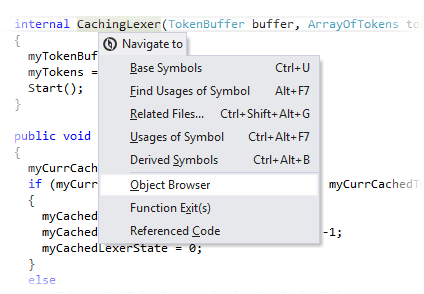 internal CachingLexer(TokenBuffer buffer, ArrayOfTokens to
{
Navigate to
myTokenBuf
Base Symbols Ctrl+U
myTokens =
Find Usages of Symbol Alt+F7
Start();
Related Files... Ctrl+Shift+Alt+G
}
Usages of Symbol Ctrl+Alt+F7
public void
Derived Symbols Ctrl+Alt+B
{
myCurrCach
Object Browser
if (myCurr myCurrCachedT
{
Function Exit(s)
myCached
Referenced Code -1;
myCachedLexerState = 0;
}
else